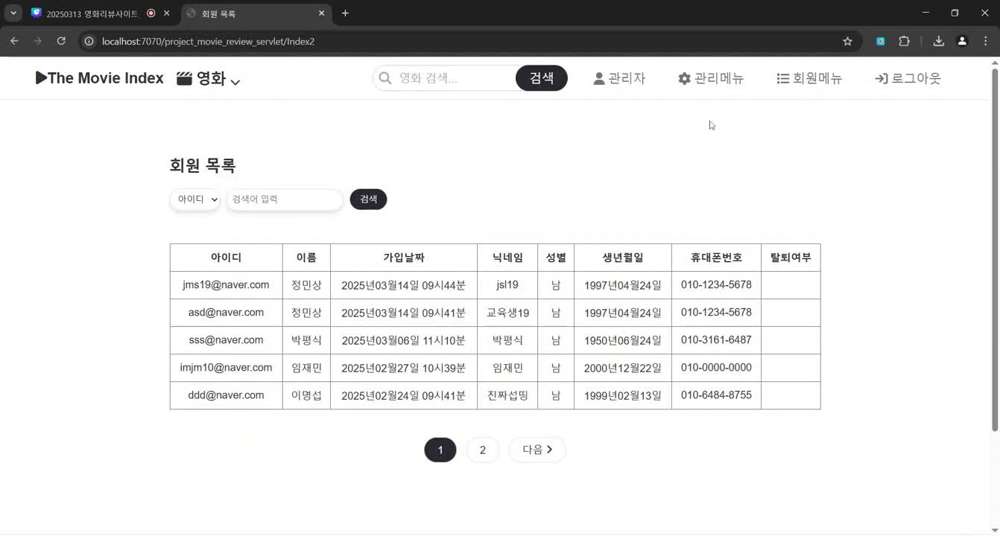 20250313 영화리뷰사이트
회원 목록
localhost:7070/project_movie_review_servlet/Index2
The Movie Index 영화 영화 검색... 검색 관리자 관리메뉴 회원메뉴 로그아웃
회원 목록
아이디 검색어 입력 검색
아이디 이름 가입날짜 닉네임 성별 생년월일 휴대폰번호 탈퇴여부
jms19@naver.com 정민상 2025년03월14일 09시44분 jsl19 남 1997년04월24일 010-1234-5678
asd@naver.com 정민상 2025년03월14일 09시41분 교육생19 남 1997년04월24일 010-1234-5678
sss@naver.com 박평식 2025년03월06일 11시10분 박평식 남 1950년06월24일 010-3161-6487
imjm10@naver.com 임재민 2025년02월27일 10시39분 임재민 남 2000년12월22일 010-0000-0000
ddd@naver.com 이명섭 2025년02월24일 09시41분 진짜섭띵 남 1999년02월13일 010-6484-8755
1 2 다음